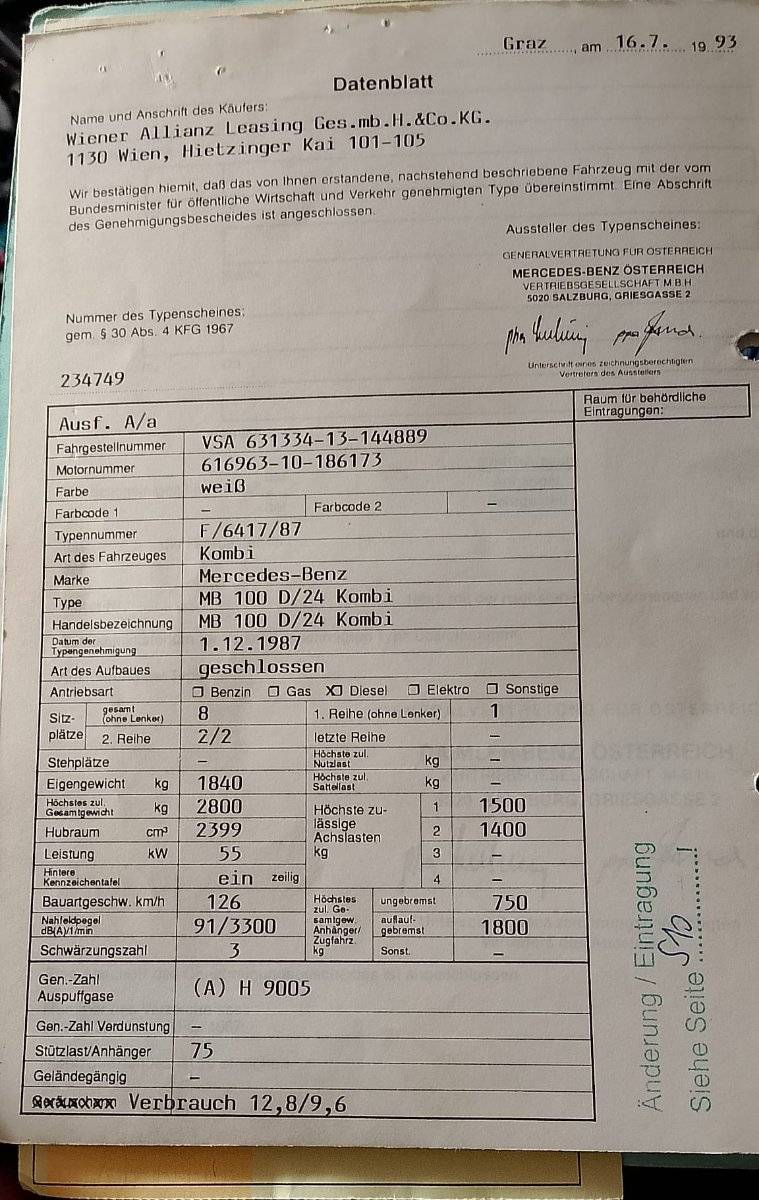 Graz, am 16.7. 19 93
Datenblatt
Name und Anschrift des Käufers:
Wiener Allianz Leasing Ges.mb.H.&Co.KG.
1130 Wien, Hietzinger Kai 101-105
Wir bestätigen hiemit, daß das von Ihnen erstandene, nachstehend beschriebene Fahrzeug mit der vom
Bundesminister für öffentliche Wirtschaft und Verkehr genehmigten Type übereinstimmt. Eine Abschrift
des Genehmigungsbescheides ist angeschlossen.
Aussteller des Typenscheines:
GENERALVERTRETUNG FÜR ÖSTERREICH
MERCEDES-BENZ ÖSTERREICH
VERTRIEBSGESELLSCHAFT M.B.H.
5020 SALZBURG, GRIESGASSE 2
Nummer des Typenscheines:
gem. § 30 Abs. 4 KFG 1967
Unterschrift eines zeichnungsberechtigten
Vertreters des Ausstellers
234749
Raum für behördliche
Eintragungen:
Ausf. A/a
Fahrgestellnummer VSA 631334-13-144889
Motornummer 616963-10-186173
Farbe weiß
Farbcode 1 – Farbcode 2 –
Typennummer F/6417/87
Art des Fahrzeuges Kombi
Marke Mercedes-Benz
Type MB 100 D/24 Kombi
Handelsbezeichnung MB 100 D/24 Kombi
Datum der
Typengenehmigung 1.12.1987
Art des Aufbaues geschlossen
Antriebsart ☐ Benzin ☐ Gas ☒ Diesel ☐ Elektro ☐ Sonstige
Sitz-
plätze
gesamt
(ohne Lenker) 8 1. Reihe (ohne Lenker) 1
2. Reihe 2/2 letzte Reihe –
Stehplätze – Höchste zul.
Nutzlast kg –
Eigengewicht kg 1840 Höchste zul.
Sattellast kg –
Höchstes zul.
Gesamtgewicht kg 2800
Höchste zu-
lässige
Achslasten
kg
1 1500
Hubraum cm³ 2399 2 1400
Leistung kW 55 3 –
Hintere
Kennzeichentafel ein zeilig 4 –
Bauartgeschw. km/h 126
Höchstes
zul. Ge-
samtgew.
Anhänger/
Zugfahrz.
kg
ungebremst 750
Nahfeldpegel
dB(A)/1/min 91/3300 auflauf-
gebremst 1800
Schwärzungszahl 3 Sonst. –
Gen.-Zahl
Auspuffgase (A) H 9005
Gen.-Zahl Verdunstung –
Stützlast/Anhänger 75
Geländegängig –
Verbrauch 12,8/9,6
Änderung / Eintragung
Siehe Seite ..............!